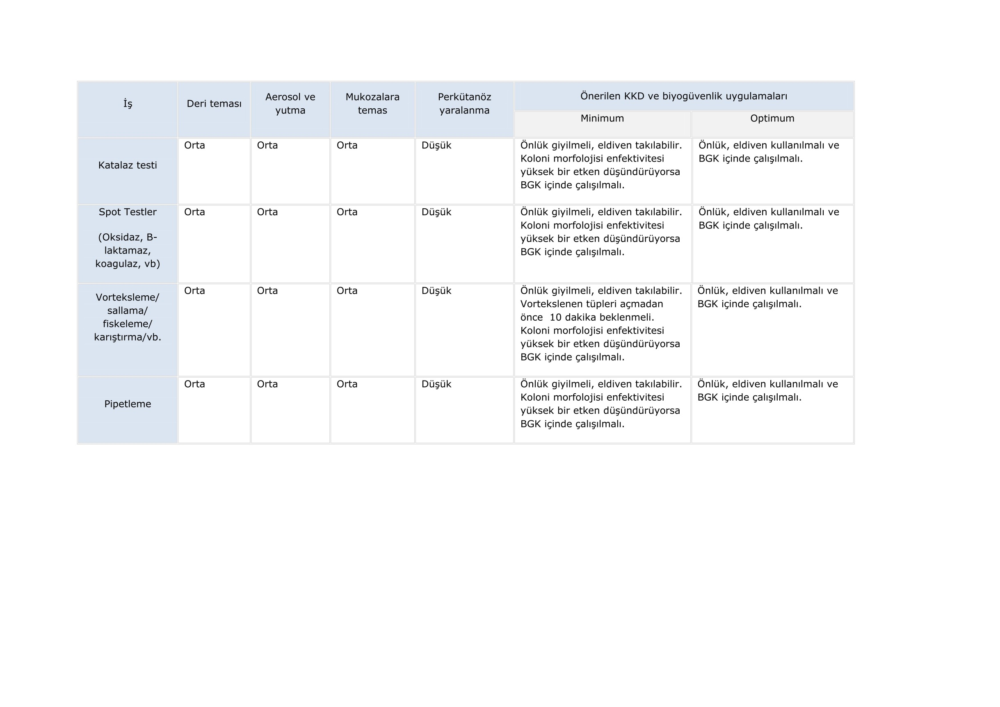 İş
Deri teması
Aerosol ve
yutma
Mukozalara
temas
Perkütanöz
yaralanma
Önerilen KKD ve biyogüvenlik uygulamaları
Minimum
Optimum
Katalaz testi
Orta
Orta
Orta
Düşük
Önlük giyilmeli, eldiven takılabilir.
Koloni morfolojisi enfektivitesi
yüksek bir etken düşündürüyorsa
BGK içinde çalışılmalı.
Önlük, eldiven kullanılmalı ve
BGK içinde çalışılmalı.
Spot Testler
(Oksidaz, B-
laktamaz,
koagulaz, vb)
Orta
Orta
Orta
Düşük
Önlük giyilmeli, eldiven takılabilir.
Koloni morfolojisi enfektivitesi
yüksek bir etken düşündürüyorsa
BGK içinde çalışılmalı.
Önlük, eldiven kullanılmalı ve
BGK içinde çalışılmalı.
Vorteksleme/
sallama/
fiskeleme/
karıştırma/vb.
Orta
Orta
Orta
Düşük
Önlük giyilmeli, eldiven takılabilir.
Vortekslenen tüpleri açmadan
önce  10 dakika beklenmeli.
Koloni morfolojisi enfektivitesi
yüksek bir etken düşündürüyorsa
BGK içinde çalışılmalı.
Önlük, eldiven kullanılmalı ve
BGK içinde çalışılmalı.
Pipetleme
Orta
Orta
Orta
Düşük
Önlük giyilmeli, eldiven takılabilir.
Koloni morfolojisi enfektivitesi
yüksek bir etken düşündürüyorsa
BGK içinde çalışılmalı.
Önlük, eldiven kullanılmalı ve
BGK içinde çalışılmalı.